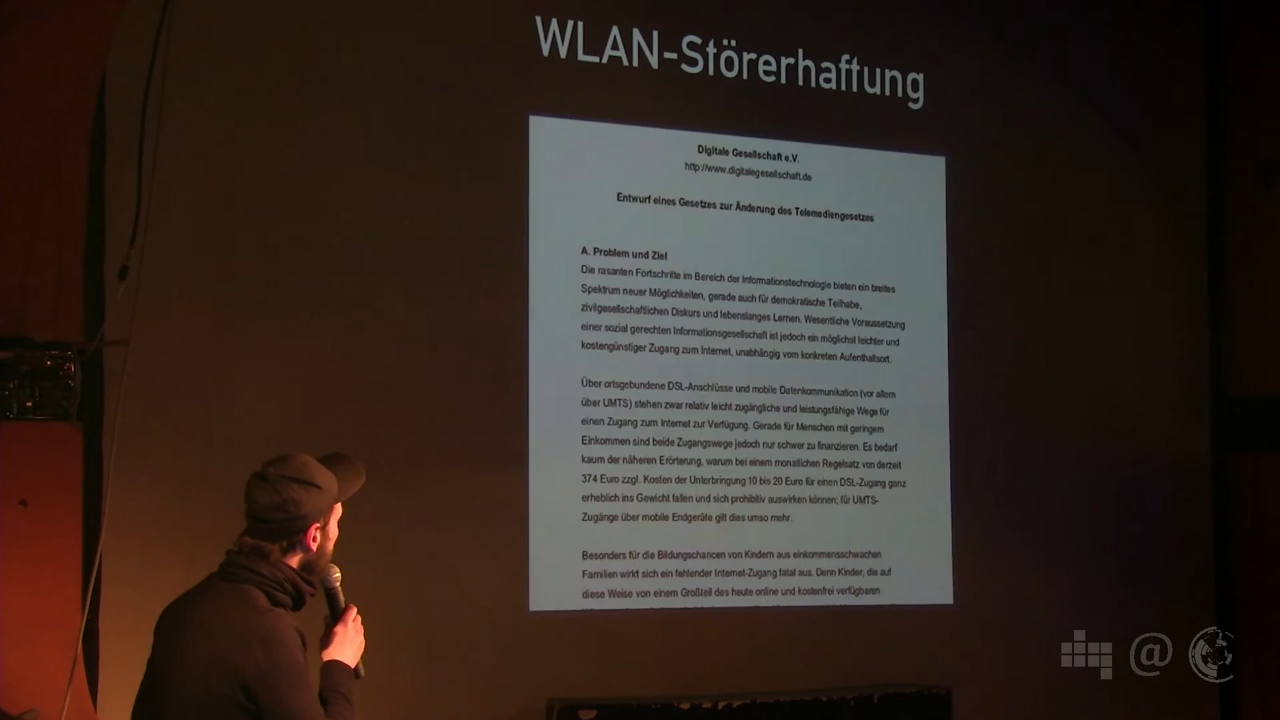 WLAN-Störerhaftung
Digitale Gesellschaft e.V.
http://www.digitalegesellschaft.de
Entwurf eines Gesetzes zur Änderung des Telemediengesetzes
A. Problem und Ziel
Die rasanten Fortschritte im Bereich der Informationstechnologie bieten ein breites
Spektrum neuer Möglichkeiten, gerade auch für demokratische Teilhabe,
zivilgesellschaftlichen Diskurs und lebenslanges Lernen. Wesentliche Voraussetzung
einer sozial gerechten Informationsgesellschaft ist jedoch ein möglichst leichter und
kostengünstiger Zugang zum Internet, unabhängig vom konkreten Aufenthaltsort.
Über ortsgebundene DSL-Anschlüsse und mobile Datenkommunikation (vor allem
über UMTS) stehen zwar relativ leicht zugängliche und leistungsfähige Wege für
einen Zugang zum Internet zur Verfügung. Gerade für Menschen mit geringem
Einkommen sind beide Zugangswege jedoch nur schwer zu finanzieren. Es bedarf
kaum der näheren Erörterung, warum bei einem monatlichen Regelsatz von derzeit
374 Euro zzgl. Kosten der Unterbringung 10 bis 20 Euro für einen DSL-Zugang ganz
erheblich ins Gewicht fallen und sich prohibitiv auswirken können; für UMTS-
Zugänge über mobile Endgeräte gilt dies umso mehr.
Besonders für die Bildungschancen von Kindern aus einkommensschwachen
Familien wirkt sich ein fehlender Internet-Zugang fatal aus. Denn Kinder, die auf
diese Weise von einem Großteil des heute online und kostenfrei verfügbaren
@